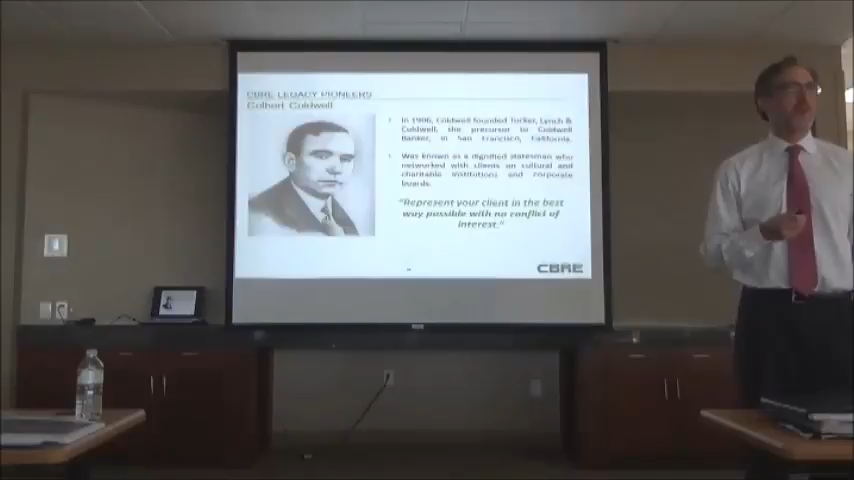 CBRE LEGACY PIONEERS
Colbert Coldwell
In 1906, Coldwell founded Tucker, Lynch &
Coldwell, the precursor to Coldwell
Banker, in San Francisco, California.
Was known as a dignified statesman who
networked with clients on cultural and
charitable institutions and corporate
boards.
"Represent your client in the best
way possible with no conflict of
interest."
CBRE